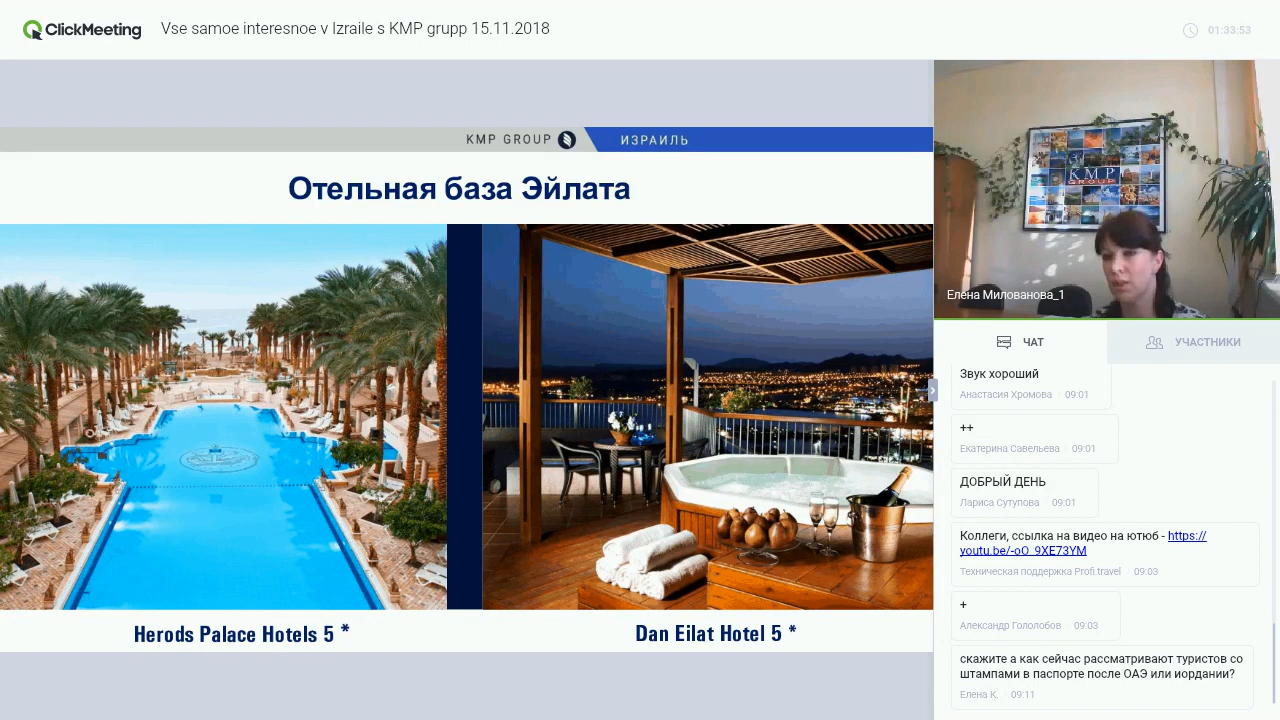 ClickMeeting
Vse samoe interesnoe v Izraile s KMP grupp 15.11.2018
01:33:53
KMP GROUP
ИЗРАИЛЬ
Отельная база Эйлата
Herods Palace Hotels 5 *
Dan Eilat Hotel 5 *
KMP
GROUP
Елена Милованова_1
ЧАТ
УЧАСТНИКИ
Звук хороший
Анастасия Хромова · 09:01
++
Екатерина Савельева · 09:01
ДОБРЫЙ ДЕНЬ
Лариса Сутупова · 09:01
Коллеги, ссылка на видео на ютюб - https://
youtu.be/-oO_9XE73YM
Техническая поддержка Profi.travel · 09:03
+
Александр Гололобов · 09:03
скажите а как сейчас рассматривают туристов со
штампами в паспорте после ОАЭ или иордании?
Елена К. · 09:11